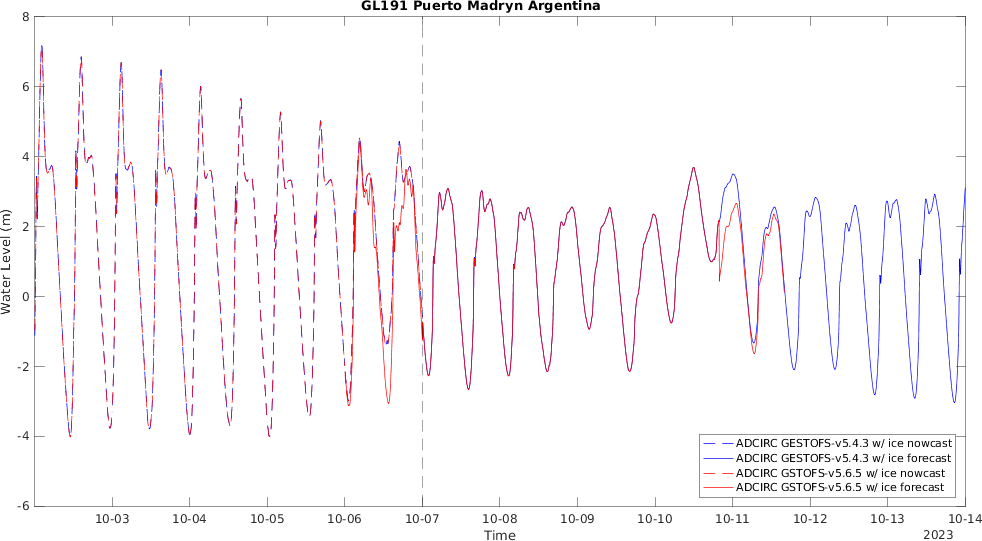 GL191 Puerto Madryn Argentina
8
6
4
2
0
-2
-4
-6
Water Level (m)
10-03 10-04 10-05 10-06 10-07 10-08 10-09 10-10 10-11 10-12 10-13 10-14
Time
2023
ADCIRC GESTOFS-v5.4.3 w/ ice nowcast
ADCIRC GESTOFS-v5.4.3 w/ ice forecast
ADCIRC GSTOFS-v5.6.5 w/ ice nowcast
ADCIRC GSTOFS-v5.6.5 w/ ice forecast